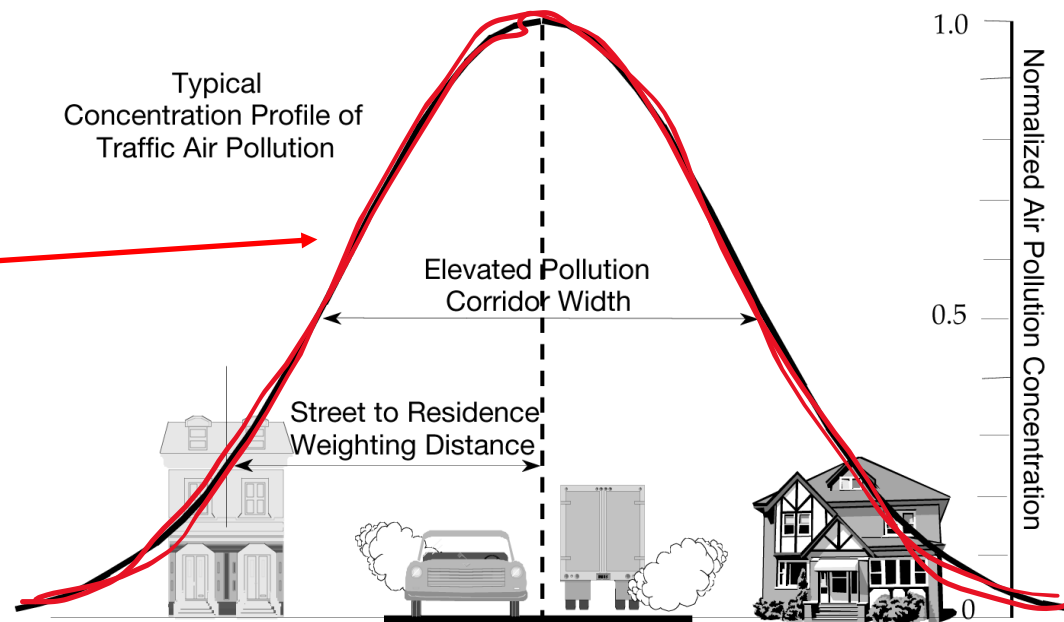 Typical
Concentration Profile of
Traffic Air Pollution
1.0
Normalized Air Pollution Concentration
Elevated Pollution
Corridor Width
0.5
Street to Residence
Weighting Distance
0